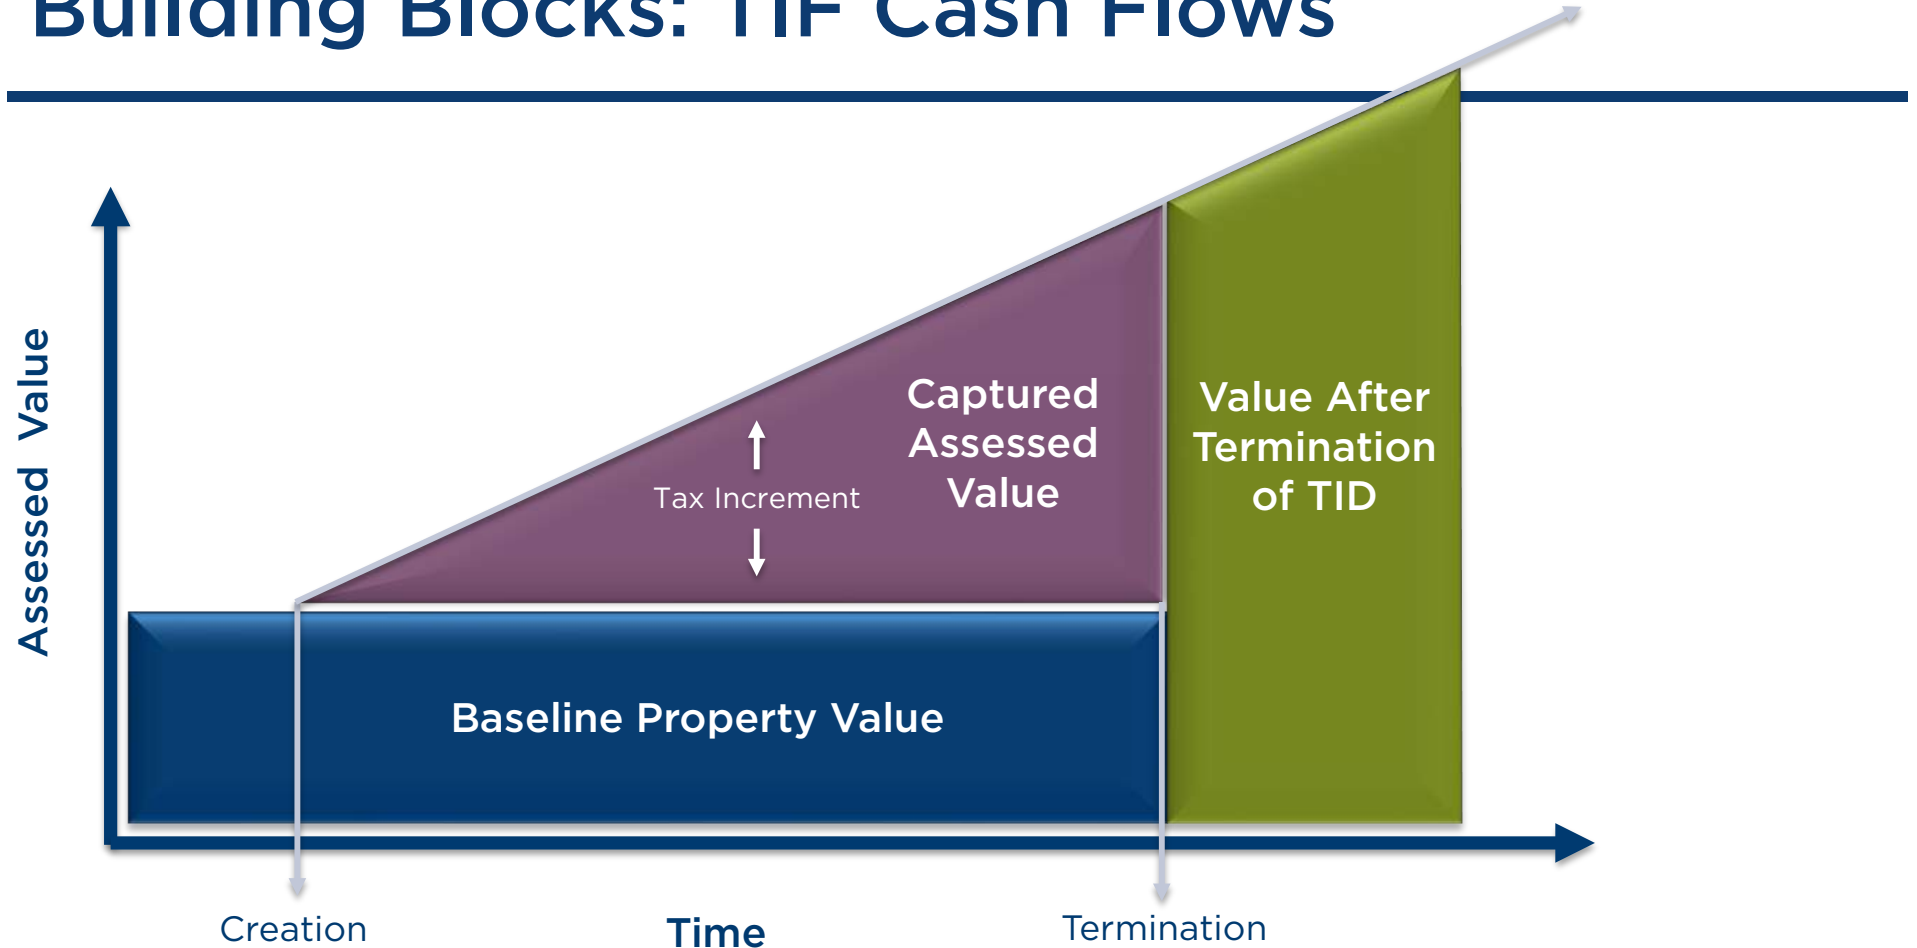 Building Blocks: TIF Cash Flows
Assessed Value
Captured
Assessed
Value
Tax Increment
Value After
Termination
of TID
Baseline Property Value
Creation
Time
Termination